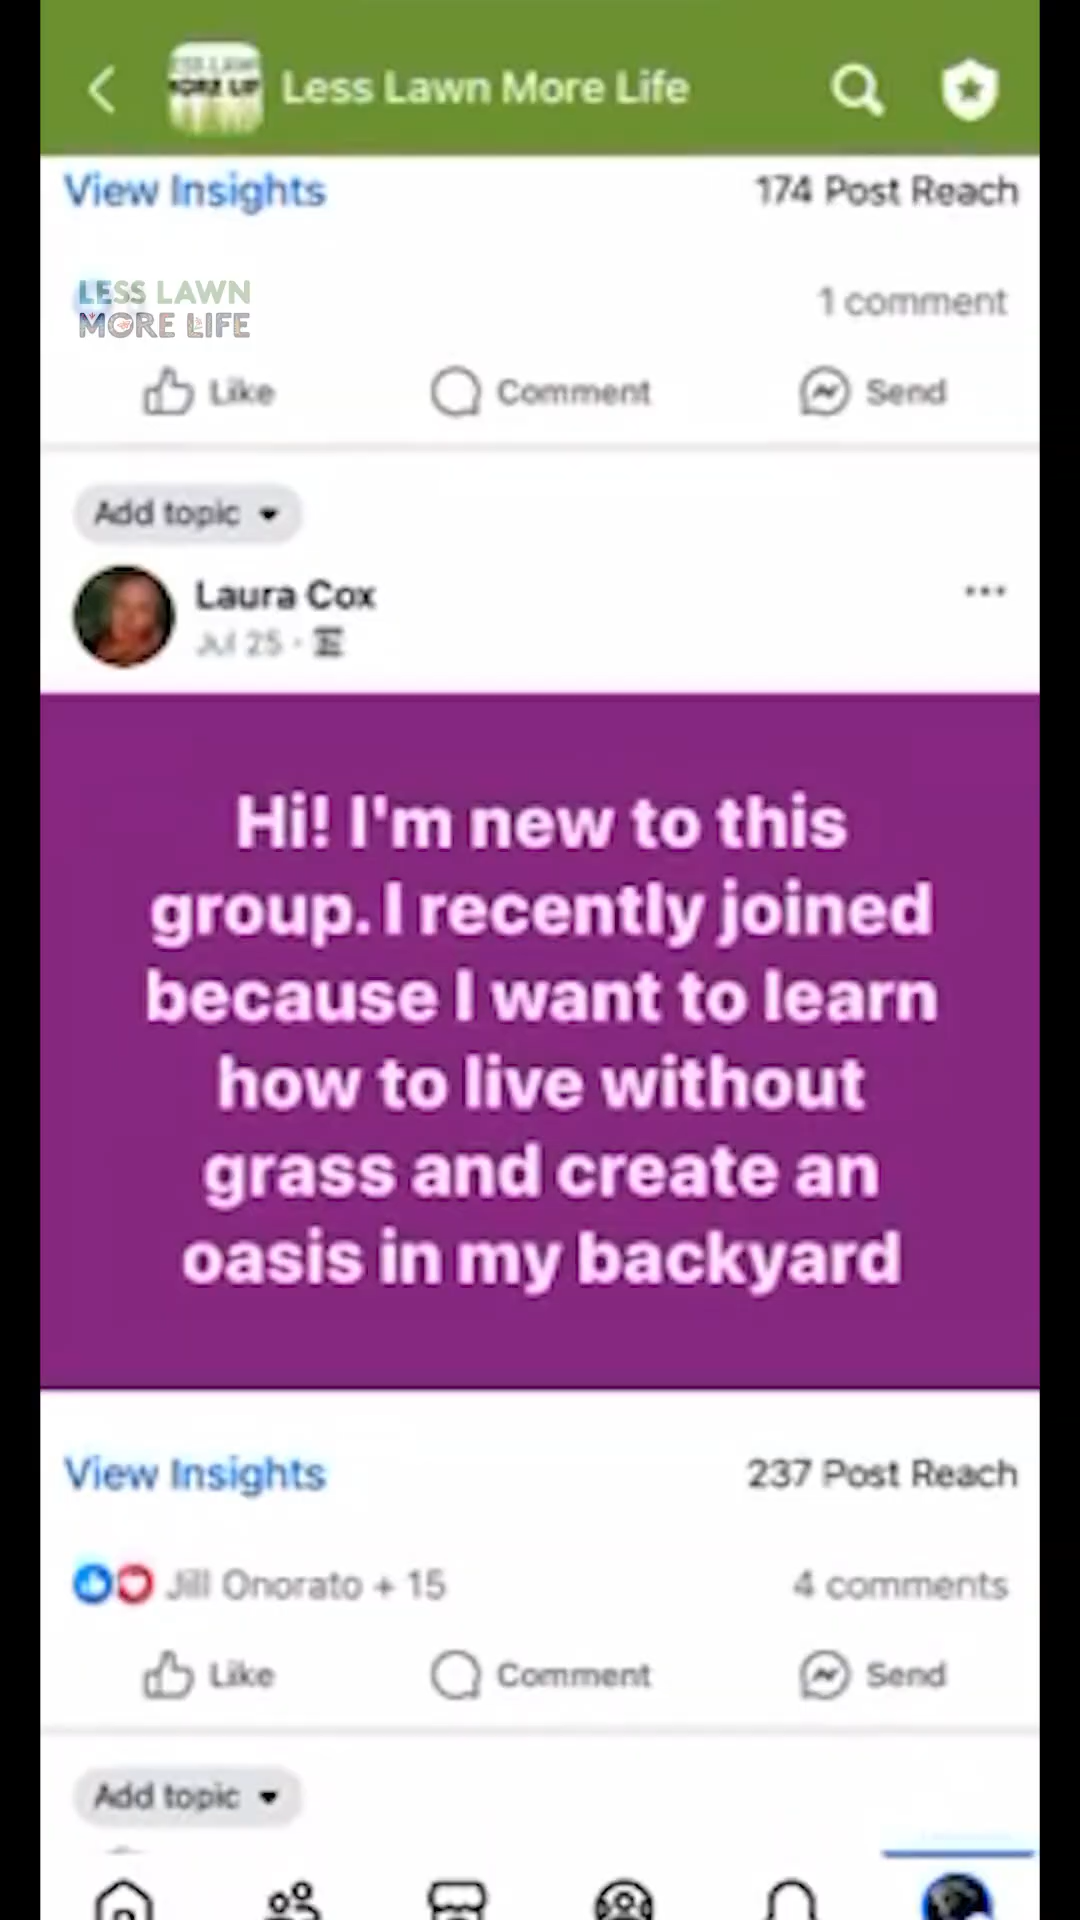 Less Lawn More Life
View Insights
174 Post Reach
LESS LAWN
MORE LIFE
1 comment
Like
Comment
Send
Add topic
Laura Cox
Jul 25
Hi! I'm new to this
group. I recently joined
because I want to learn
how to live without
grass and create an
oasis in my backyard
View Insights
237 Post Reach
Jill Onorato + 15
4 comments
Like
Comment
Send
Add topic